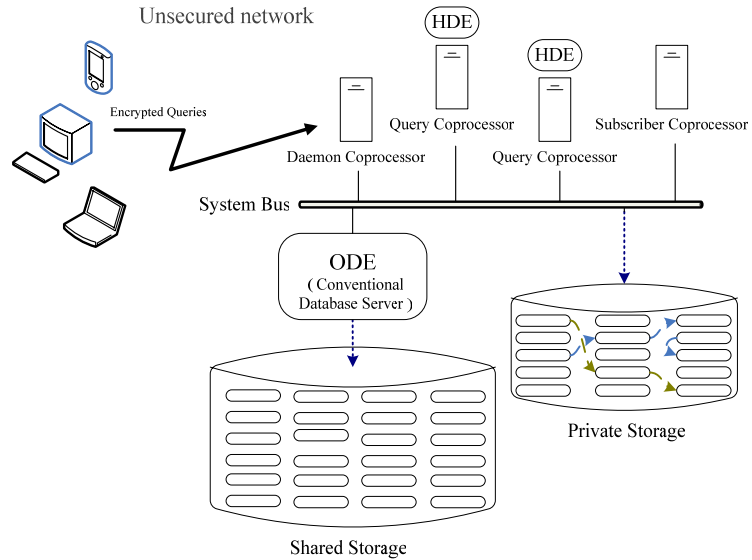 Unsecured network
HDE
HDE
Encrypted Queries
Query Coprocessor
Subscriber Coprocessor
Daemon Coprocessor
Query Coprocessor
System Bus
ODE
( Conventional
Database Server )
Private Storage
Shared Storage